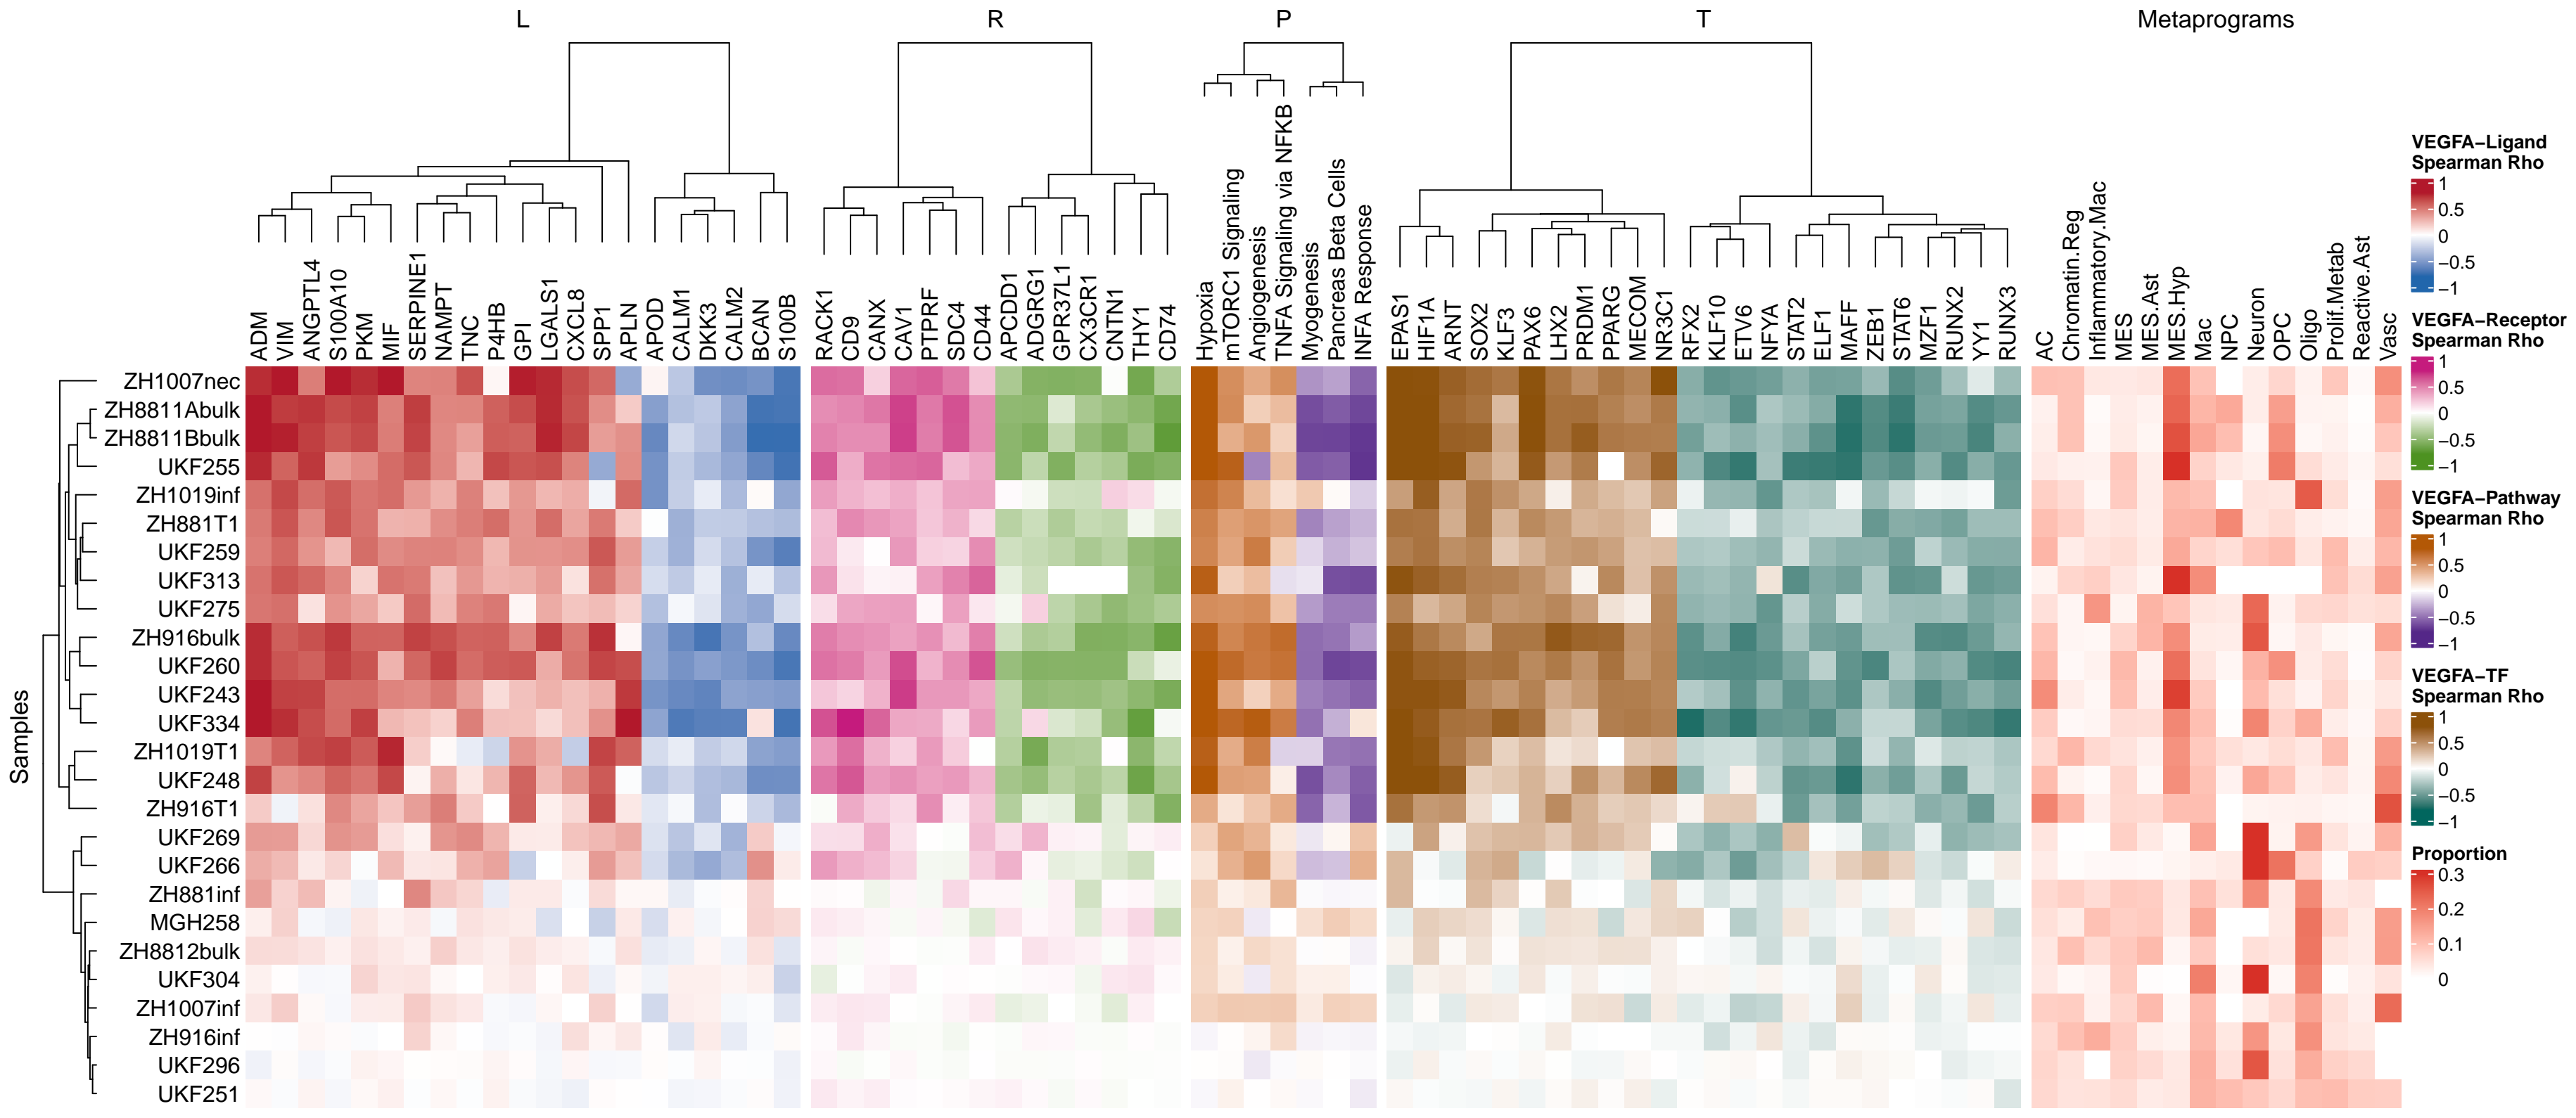 L
R
P
T
Metaprograms
ADM
VIM
ANGPTL4
S100A10
PKM
MIF
SERPINE1
NAMPT
TNC
P4HB
GPI
LGALS1
CXCL8
SPP1
APLN
APOD
CALM1
DKK3
CALM2
BCAN
S100B
RACK1
CD9
CANX
CAV1
PTPRF
SDC4
CD44
APCDD1
ADGRG1
GPR37L1
CX3CR1
CNTN1
THY1
CD74
Hypoxia
mTORC1 Signaling
Angiogenesis
TNFA Signaling via NFKB
Myogenesis
Pancreas Beta Cells
INFA Response
EPAS1
HIF1A
ARNT
SOX2
KLF3
PAX6
LHX2
PRDM1
PPARG
MECOM
NR3C1
RFX2
KLF10
ETV6
NFYA
STAT2
ELF1
MAFF
ZEB1
STAT6
MZF1
RUNX2
YY1
RUNX3
AC
Chromatin.Reg
Inflammatory.Mac
MES
MES.Ast
MES.Hyp
Mac
NPC
Neuron
OPC
Oligo
Prolif.Metab
Reactive.Ast
Vasc
Samples
ZH1007nec
ZH8811Abulk
ZH8811Bbulk
UKF255
ZH1019inf
ZH881T1
UKF259
UKF313
UKF275
ZH916bulk
UKF260
UKF243
UKF334
ZH1019T1
UKF248
ZH916T1
UKF269
UKF266
ZH881inf
MGH258
ZH8812bulk
UKF304
ZH1007inf
ZH916inf
UKF296
UKF251
VEGFA−Ligand
Spearman Rho
1
0.5
0
−0.5
−1
VEGFA−Receptor
Spearman Rho
1
0.5
0
−0.5
−1
VEGFA−Pathway
Spearman Rho
1
0.5
0
−0.5
−1
VEGFA−TF
Spearman Rho
1
0.5
0
−0.5
−1
Proportion
0.3
0.2
0.1
0